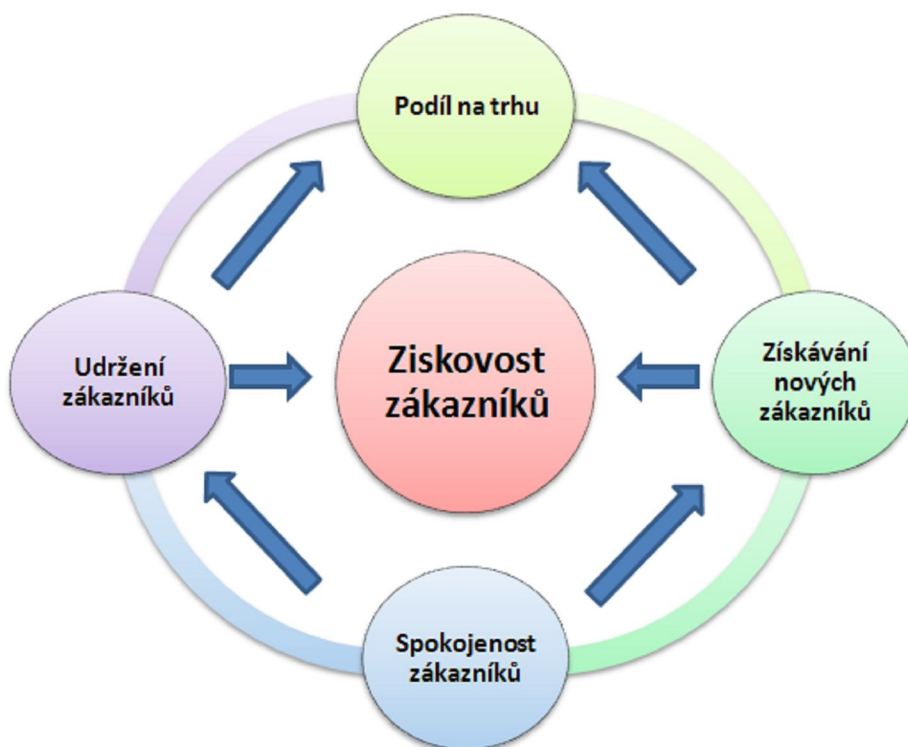 Podíl na trhu
Udržení
zákazníků
Ziskovost
zákazníků
Získávání
nových
zákazníků
Spokojenost
zákazníků